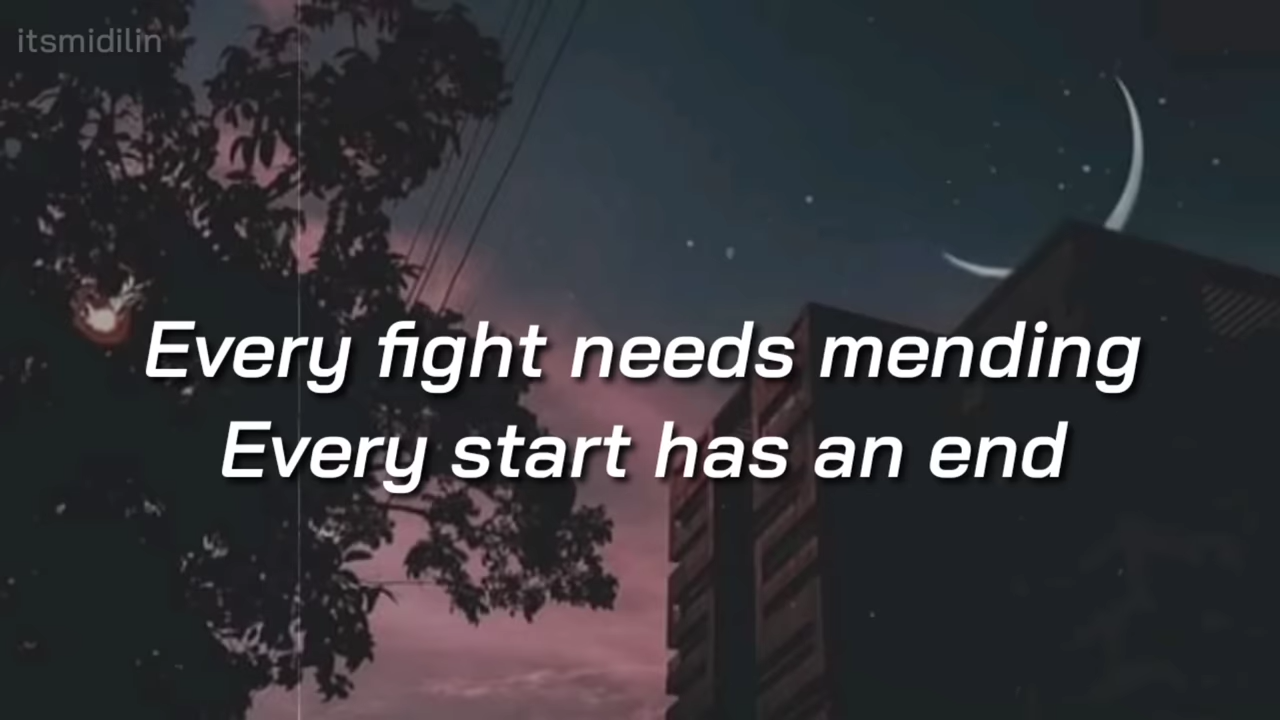 itsmidilin
Every fight needs mending
Every start has an end